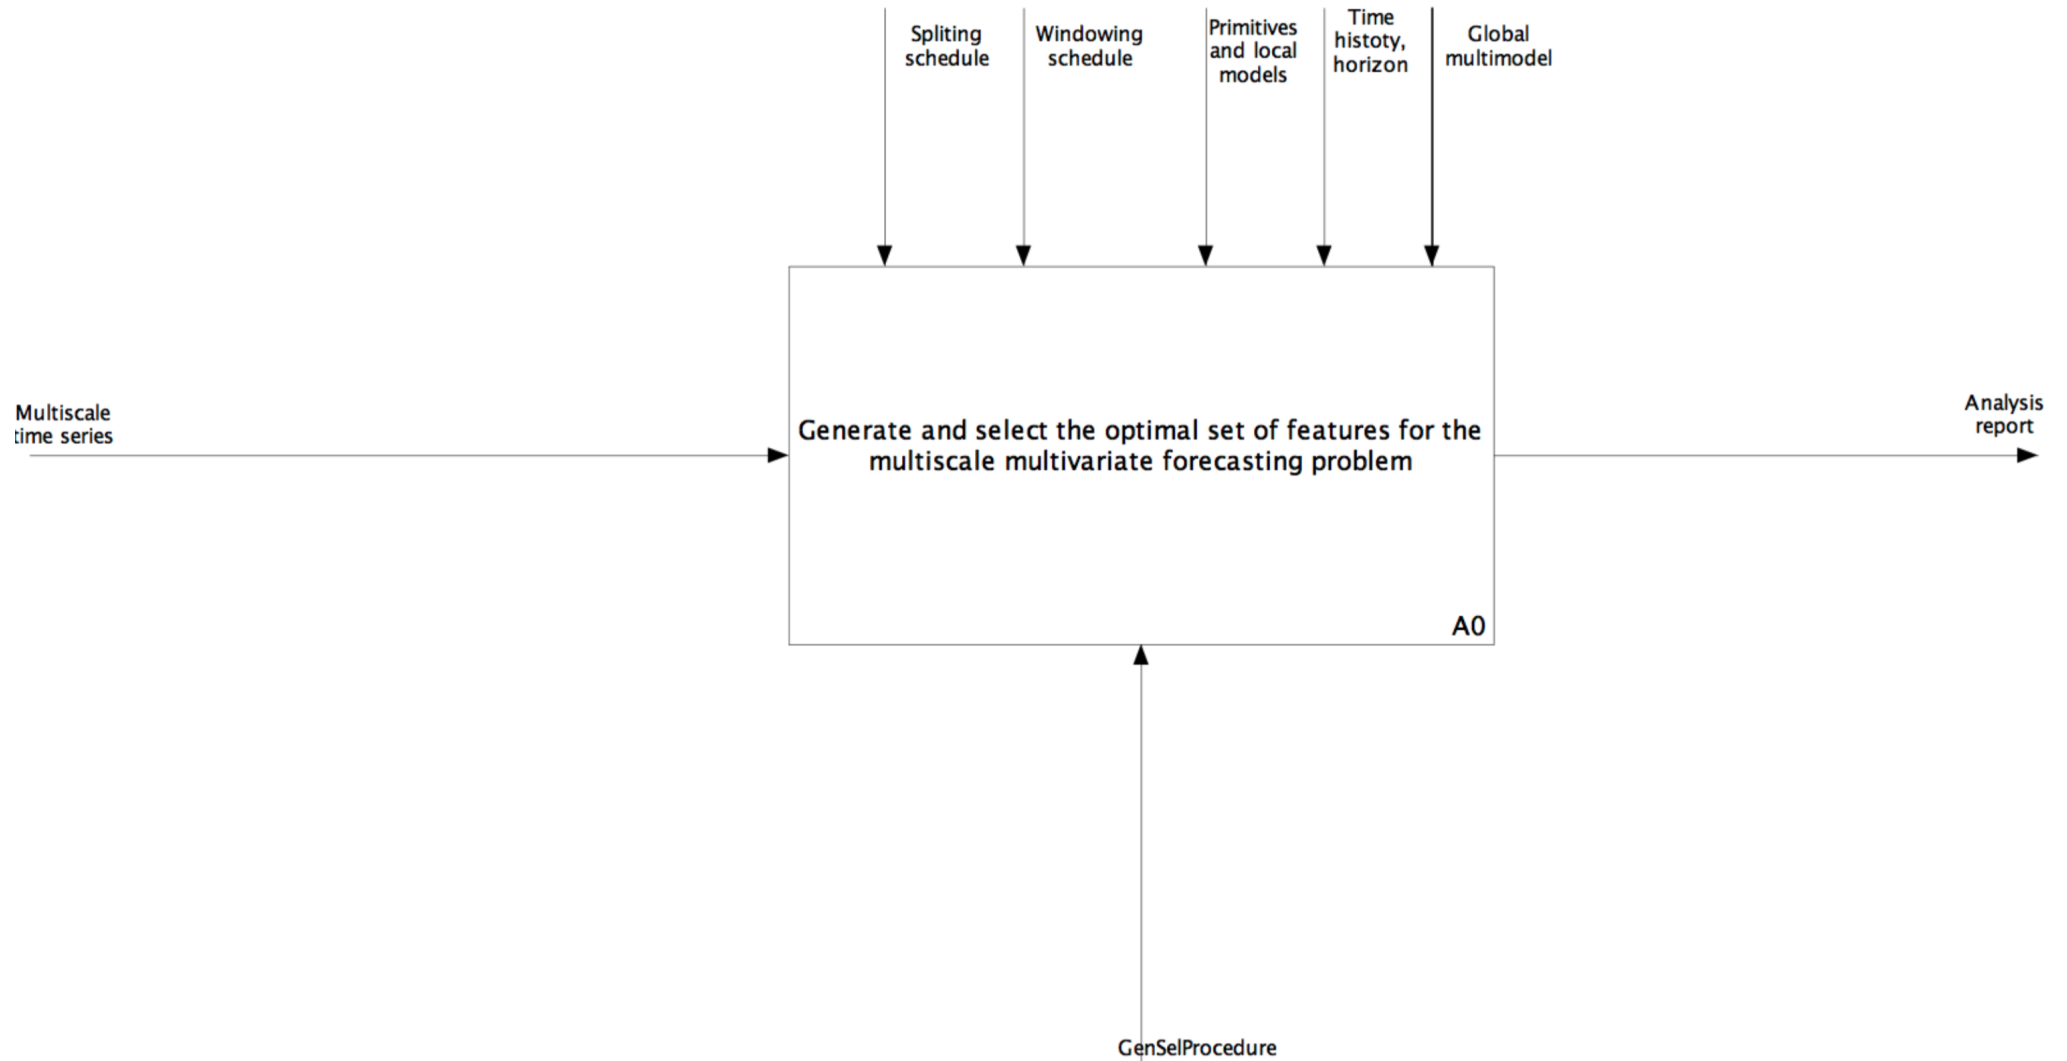 Spliting
schedule
Windowing
schedule
Primitives
and local
models
Time
histoty,
horizon
Global
multimodel
Multiscale
time series
Generate and select the optimal set of features for the
multiscale multivariate forecasting problem
A0
Analysis
report
GenSelProcedure